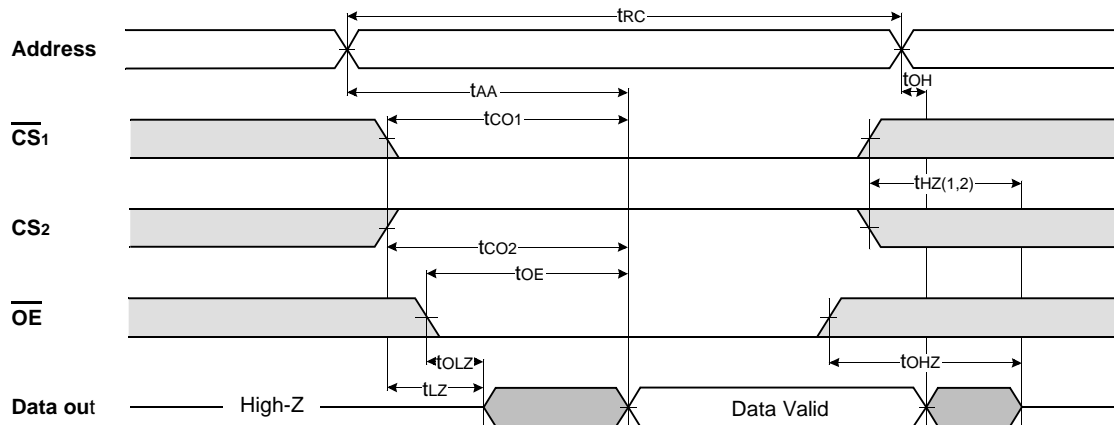 tRC
Address
tOH
tAA
tCO1
CS1
tHZ(1,2)
CS2
tCO2
tOE
OE
tOLZ
tOHZ
tLZ
Data out
High-Z
Data Valid